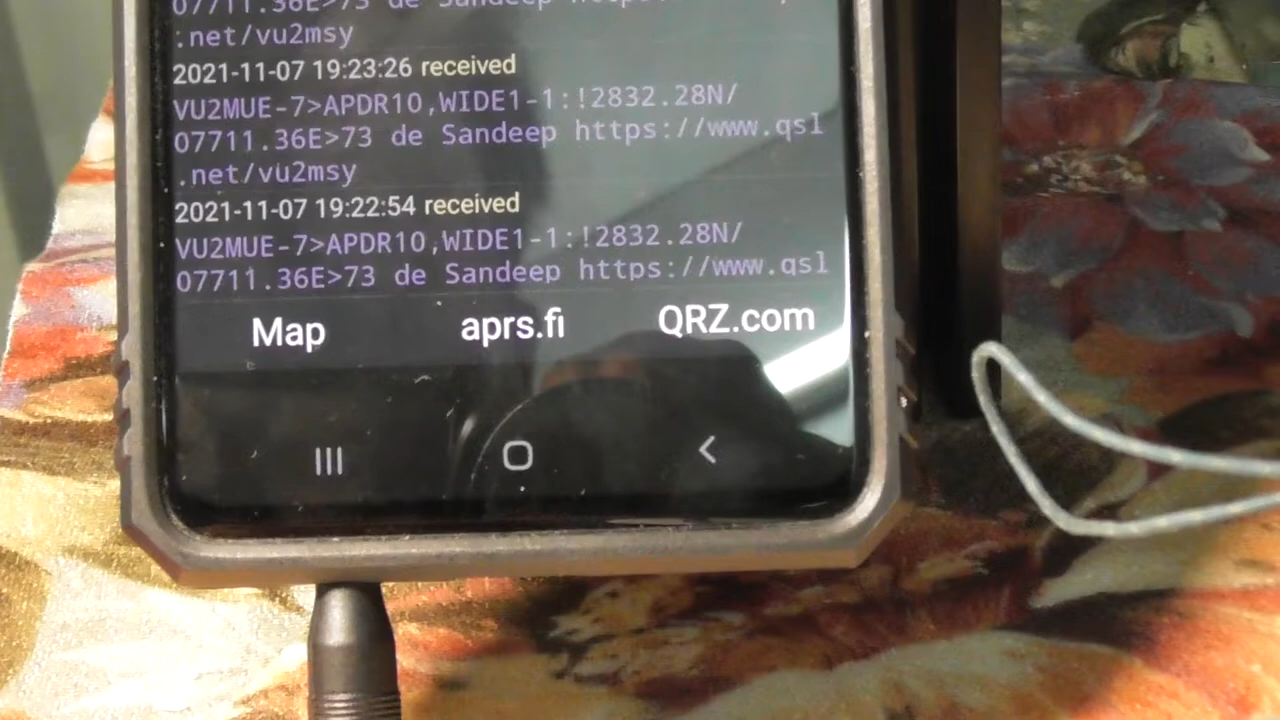 07711.36E>73 de Sandeep
.net/vu2msy
2021-11-07 19:23:26 received
VU2MUE-7>APDR10,WIDE1-1:!2832.28N/
07711.36E>73 de Sandeep https://www.qsl
.net/vu2msy
2021-11-07 19:22:54 received
VU2MUE-7>APDR10,WIDE1-1:!2832.28N/
07711.36E>73 de Sandeep https://www.qsl
Map aprs.fi QRZ.com